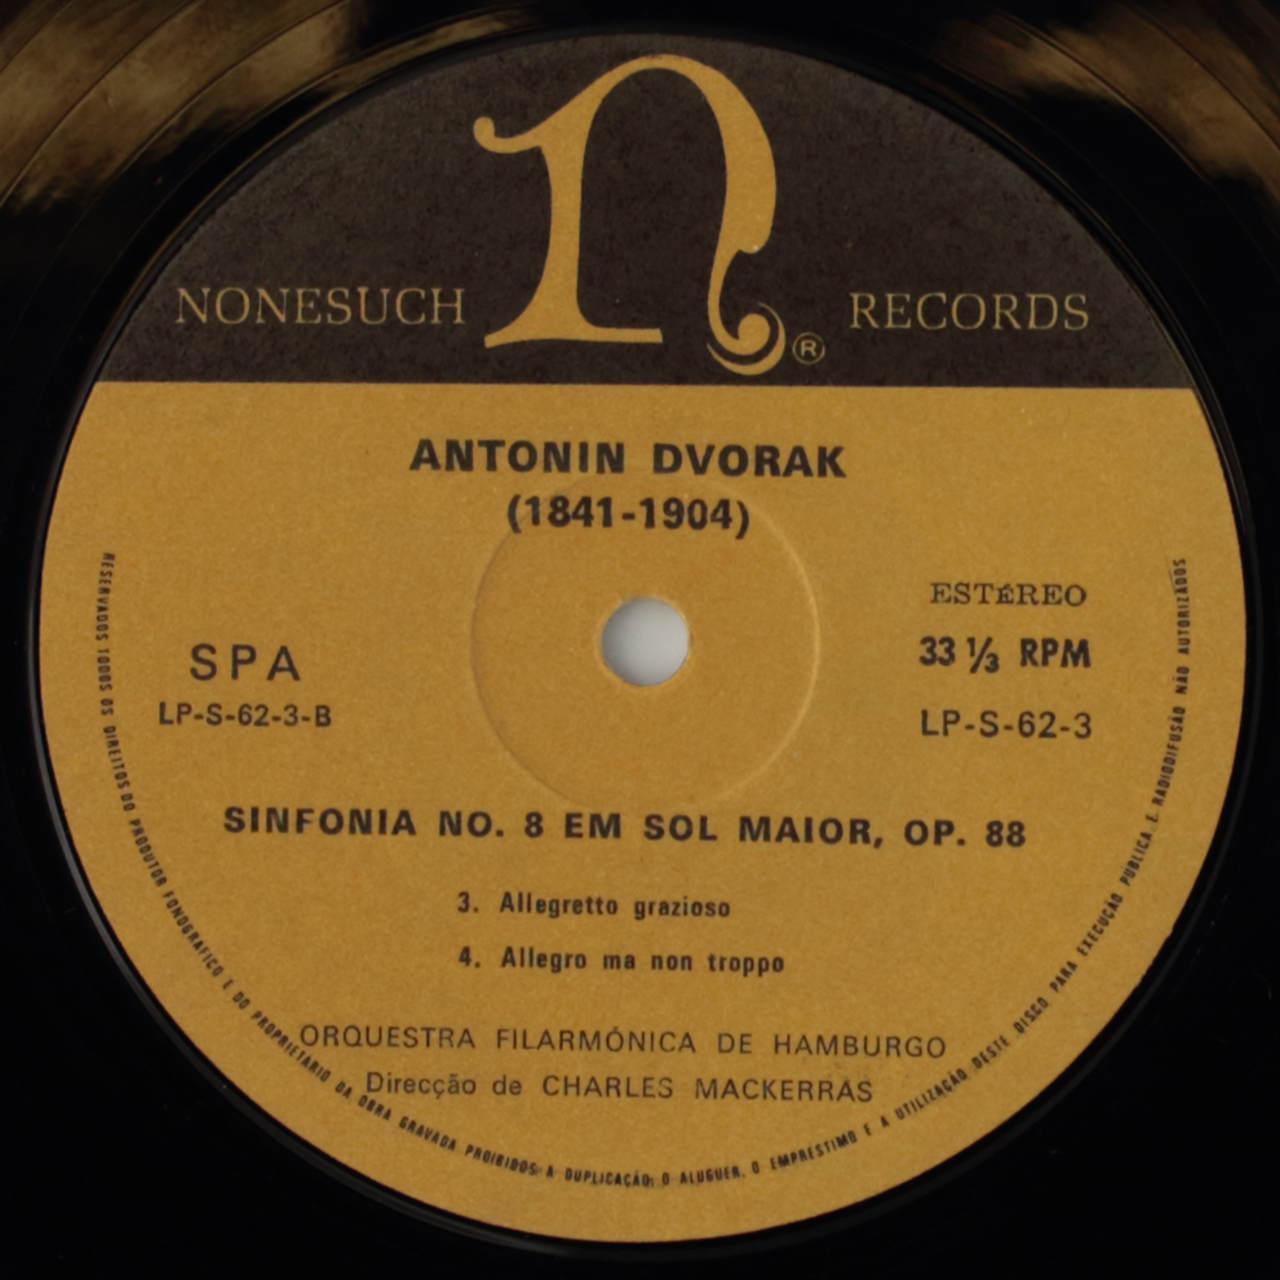 n
NONESUCH RECORDS
®
ANTONIN DVORAK
(1841-1904)
ESTÉREO
33 ⅓ RPM
SPA
LP-S-62-3-B
LP-S-62-3
SINFONIA NO. 8 EM SOL MAIOR, OP. 88
3. Allegretto grazioso
4. Allegro ma non troppo
ORQUESTRA FILARMÓNICA DE HAMBURGO
Direcção de CHARLES MACKERRAS
RESERVADOS TODOS OS DIREITOS DO PRODUTOR FONOGRAFICO E DO PROPRIETARIO DA OBRA GRAVADA PROIBIDOS: A DUPLICAÇÃO, O ALUGUER, O EMPRÉSTIMO E A UTILIZAÇÃO DESTE DISCO PARA EXECUÇÃO PUBLICA E RADIODIFUSÃO NÃO AUTORIZADOS